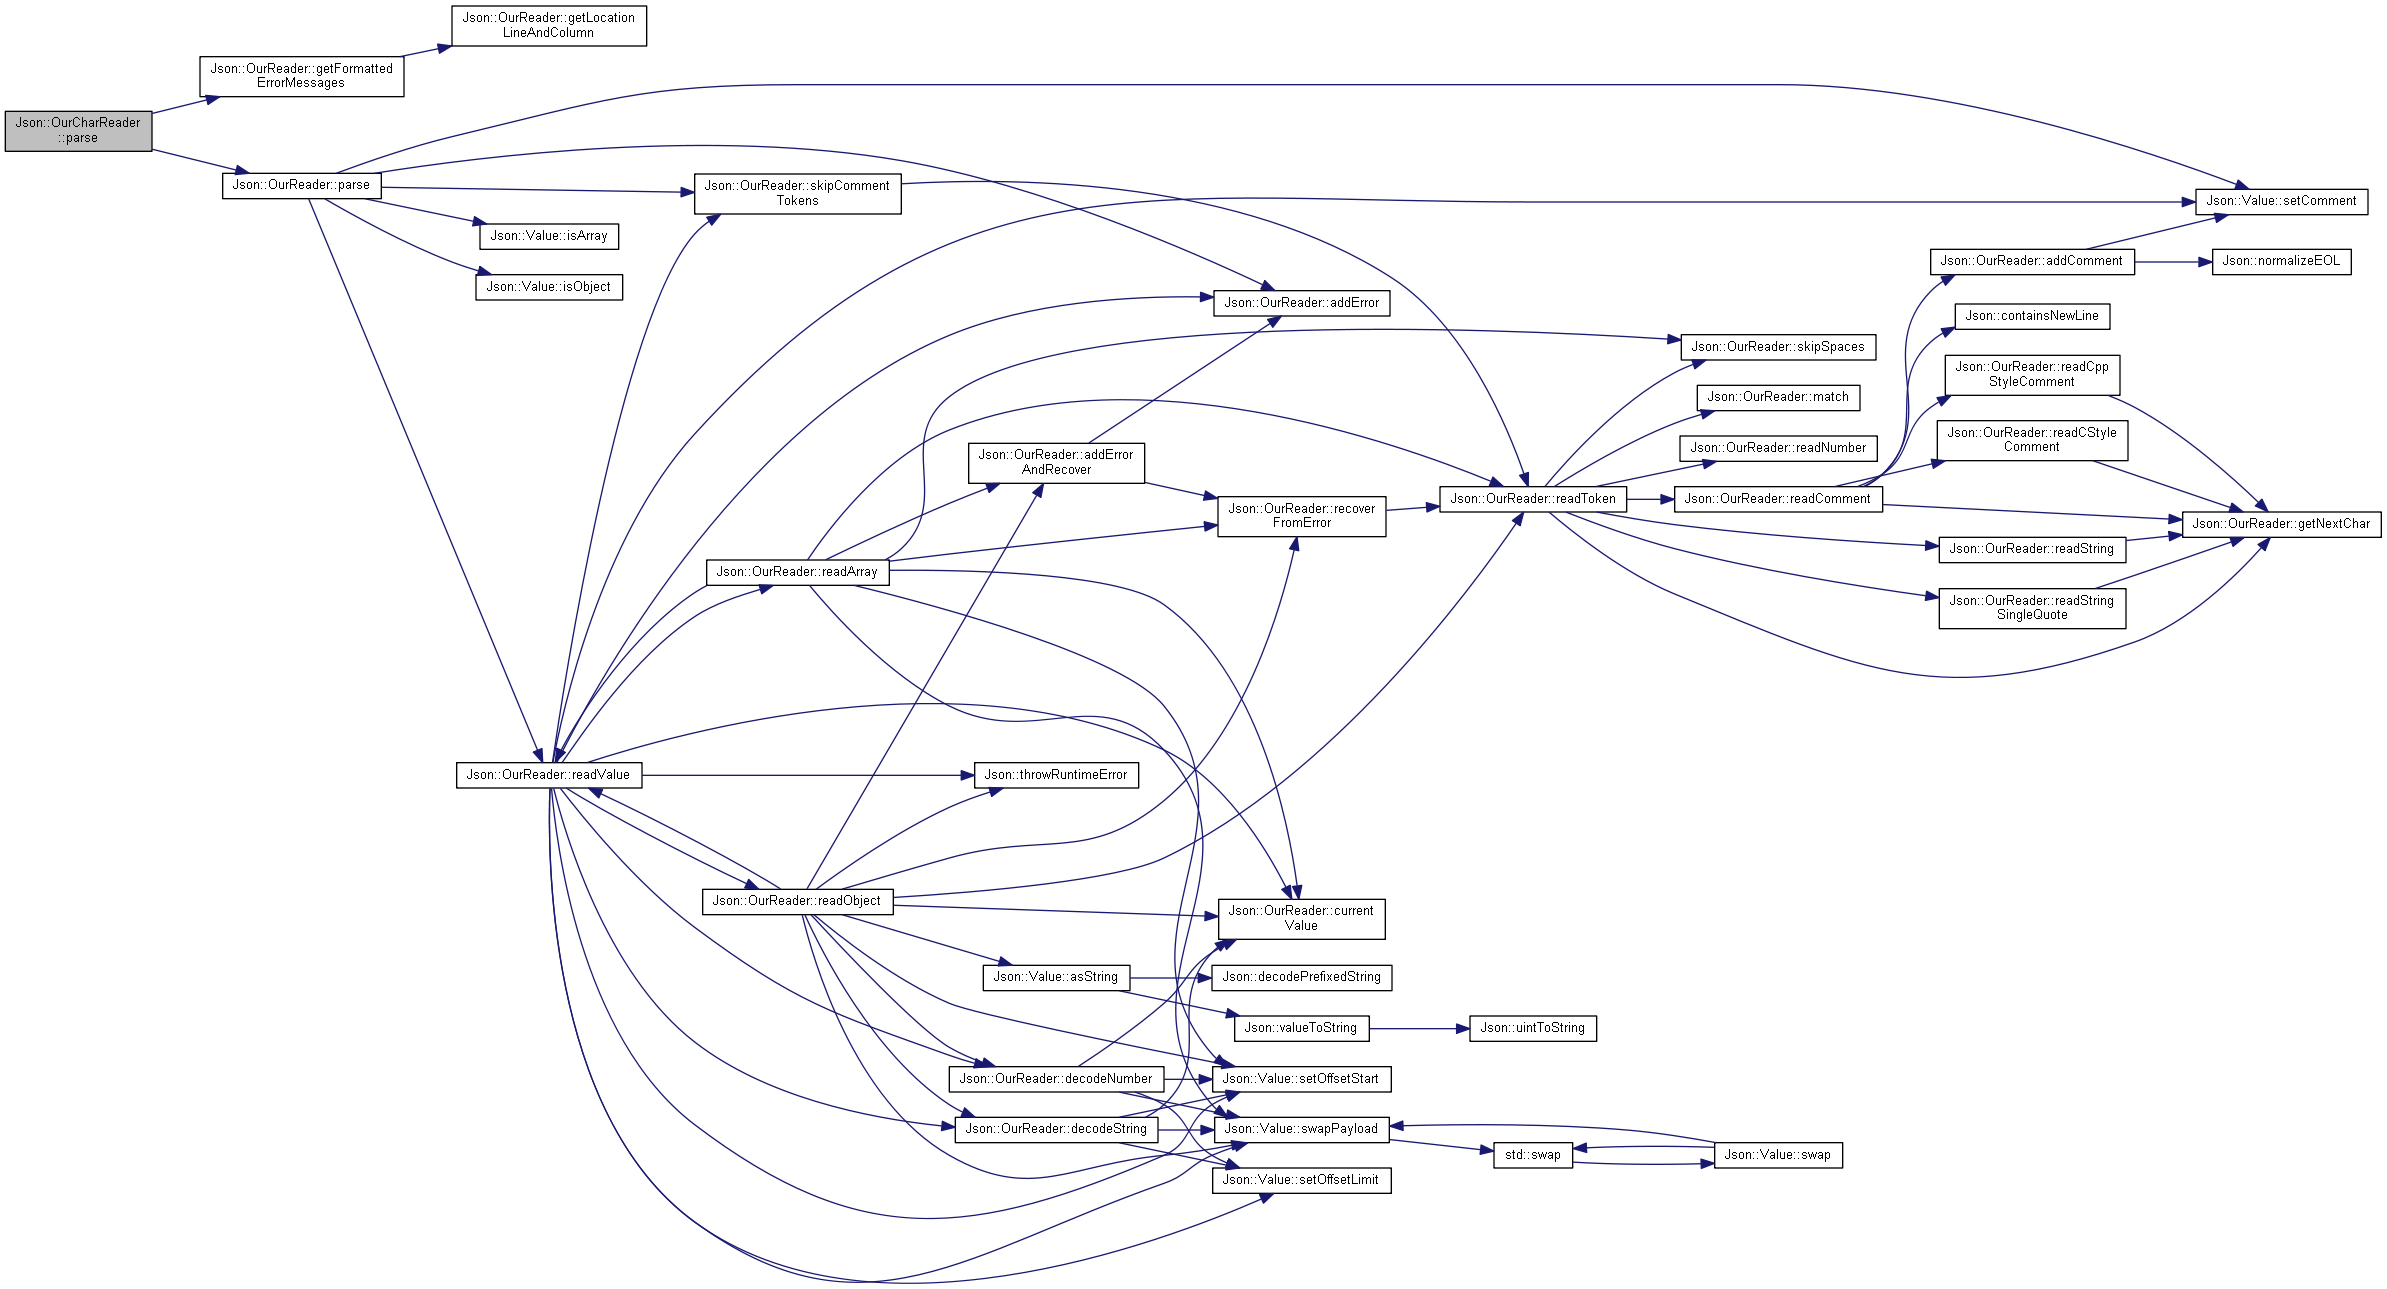 Json::OurReader::getLocation
LineAndColumn
Json::OurReader::getFormatted
ErrorMessages
Json::OurCharReader
::parse
Json::OurReader::parse
Json::OurReader::skipComment
Tokens
Json::Value::isArray
Json::Value::isObject
Json::Value::setComment
Json::OurReader::addComment
Json::normalizeEOL
Json::OurReader::addError
Json::containsNewLine
Json::OurReader::skipSpaces
Json::OurReader::readCpp
StyleComment
Json::OurReader::match
Json::OurReader::readCStyle
Comment
Json::OurReader::readNumber
Json::OurReader::addError
AndRecover
Json::OurReader::recover
FromError
Json::OurReader::readToken
Json::OurReader::readComment
Json::OurReader::getNextChar
Json::OurReader::readString
Json::OurReader::readArray
Json::OurReader::readString
SingleQuote
Json::OurReader::readValue
Json::throwRuntimeError
Json::OurReader::readObject
Json::OurReader::current
Value
Json::Value::asString
Json::decodePrefixedString
Json::valueToString
Json::uintToString
Json::OurReader::decodeNumber
Json::Value::setOffsetStart
Json::OurReader::decodeString
Json::Value::swapPayload
std::swap
Json::Value::swap
Json::Value::setOffsetLimit